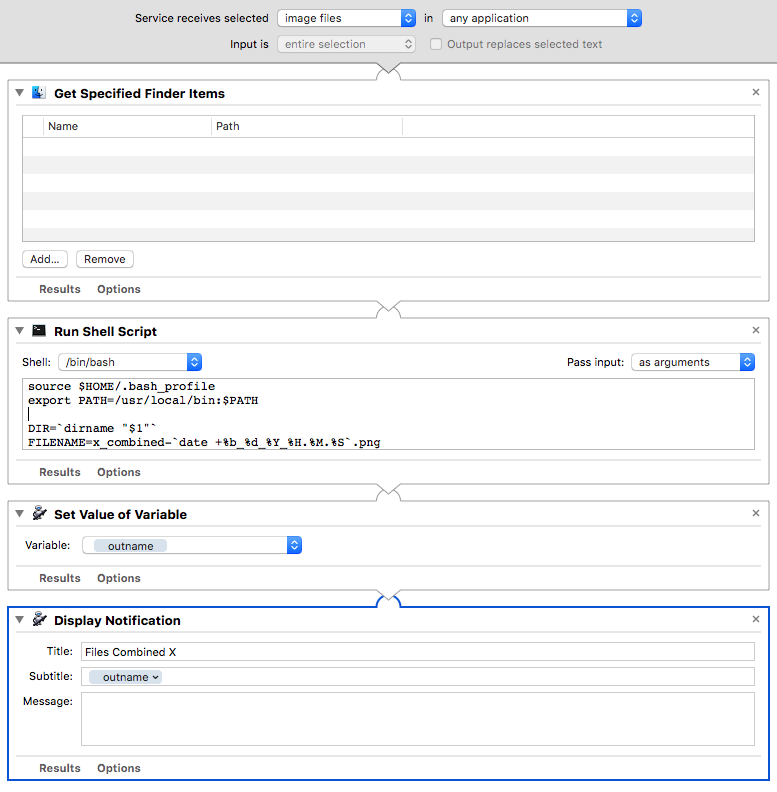 Service receives selected image files in any application
Input is entire selection Output replaces selected text
Get Specified Finder Items
Name Path
Add... Remove
Results Options
Run Shell Script
Shell: /bin/bash Pass input: as arguments
source $HOME/.bash_profile
export PATH=/usr/local/bin:$PATH
DIR=`dirname "$1"`
FILENAME=x_combined-`date +%b_%d_%Y_%H.%M.%S`.png
Results Options
Set Value of Variable
Variable: outname
Results Options
Display Notification
Title: Files Combined X
Subtitle: outname
Message:
Results Options